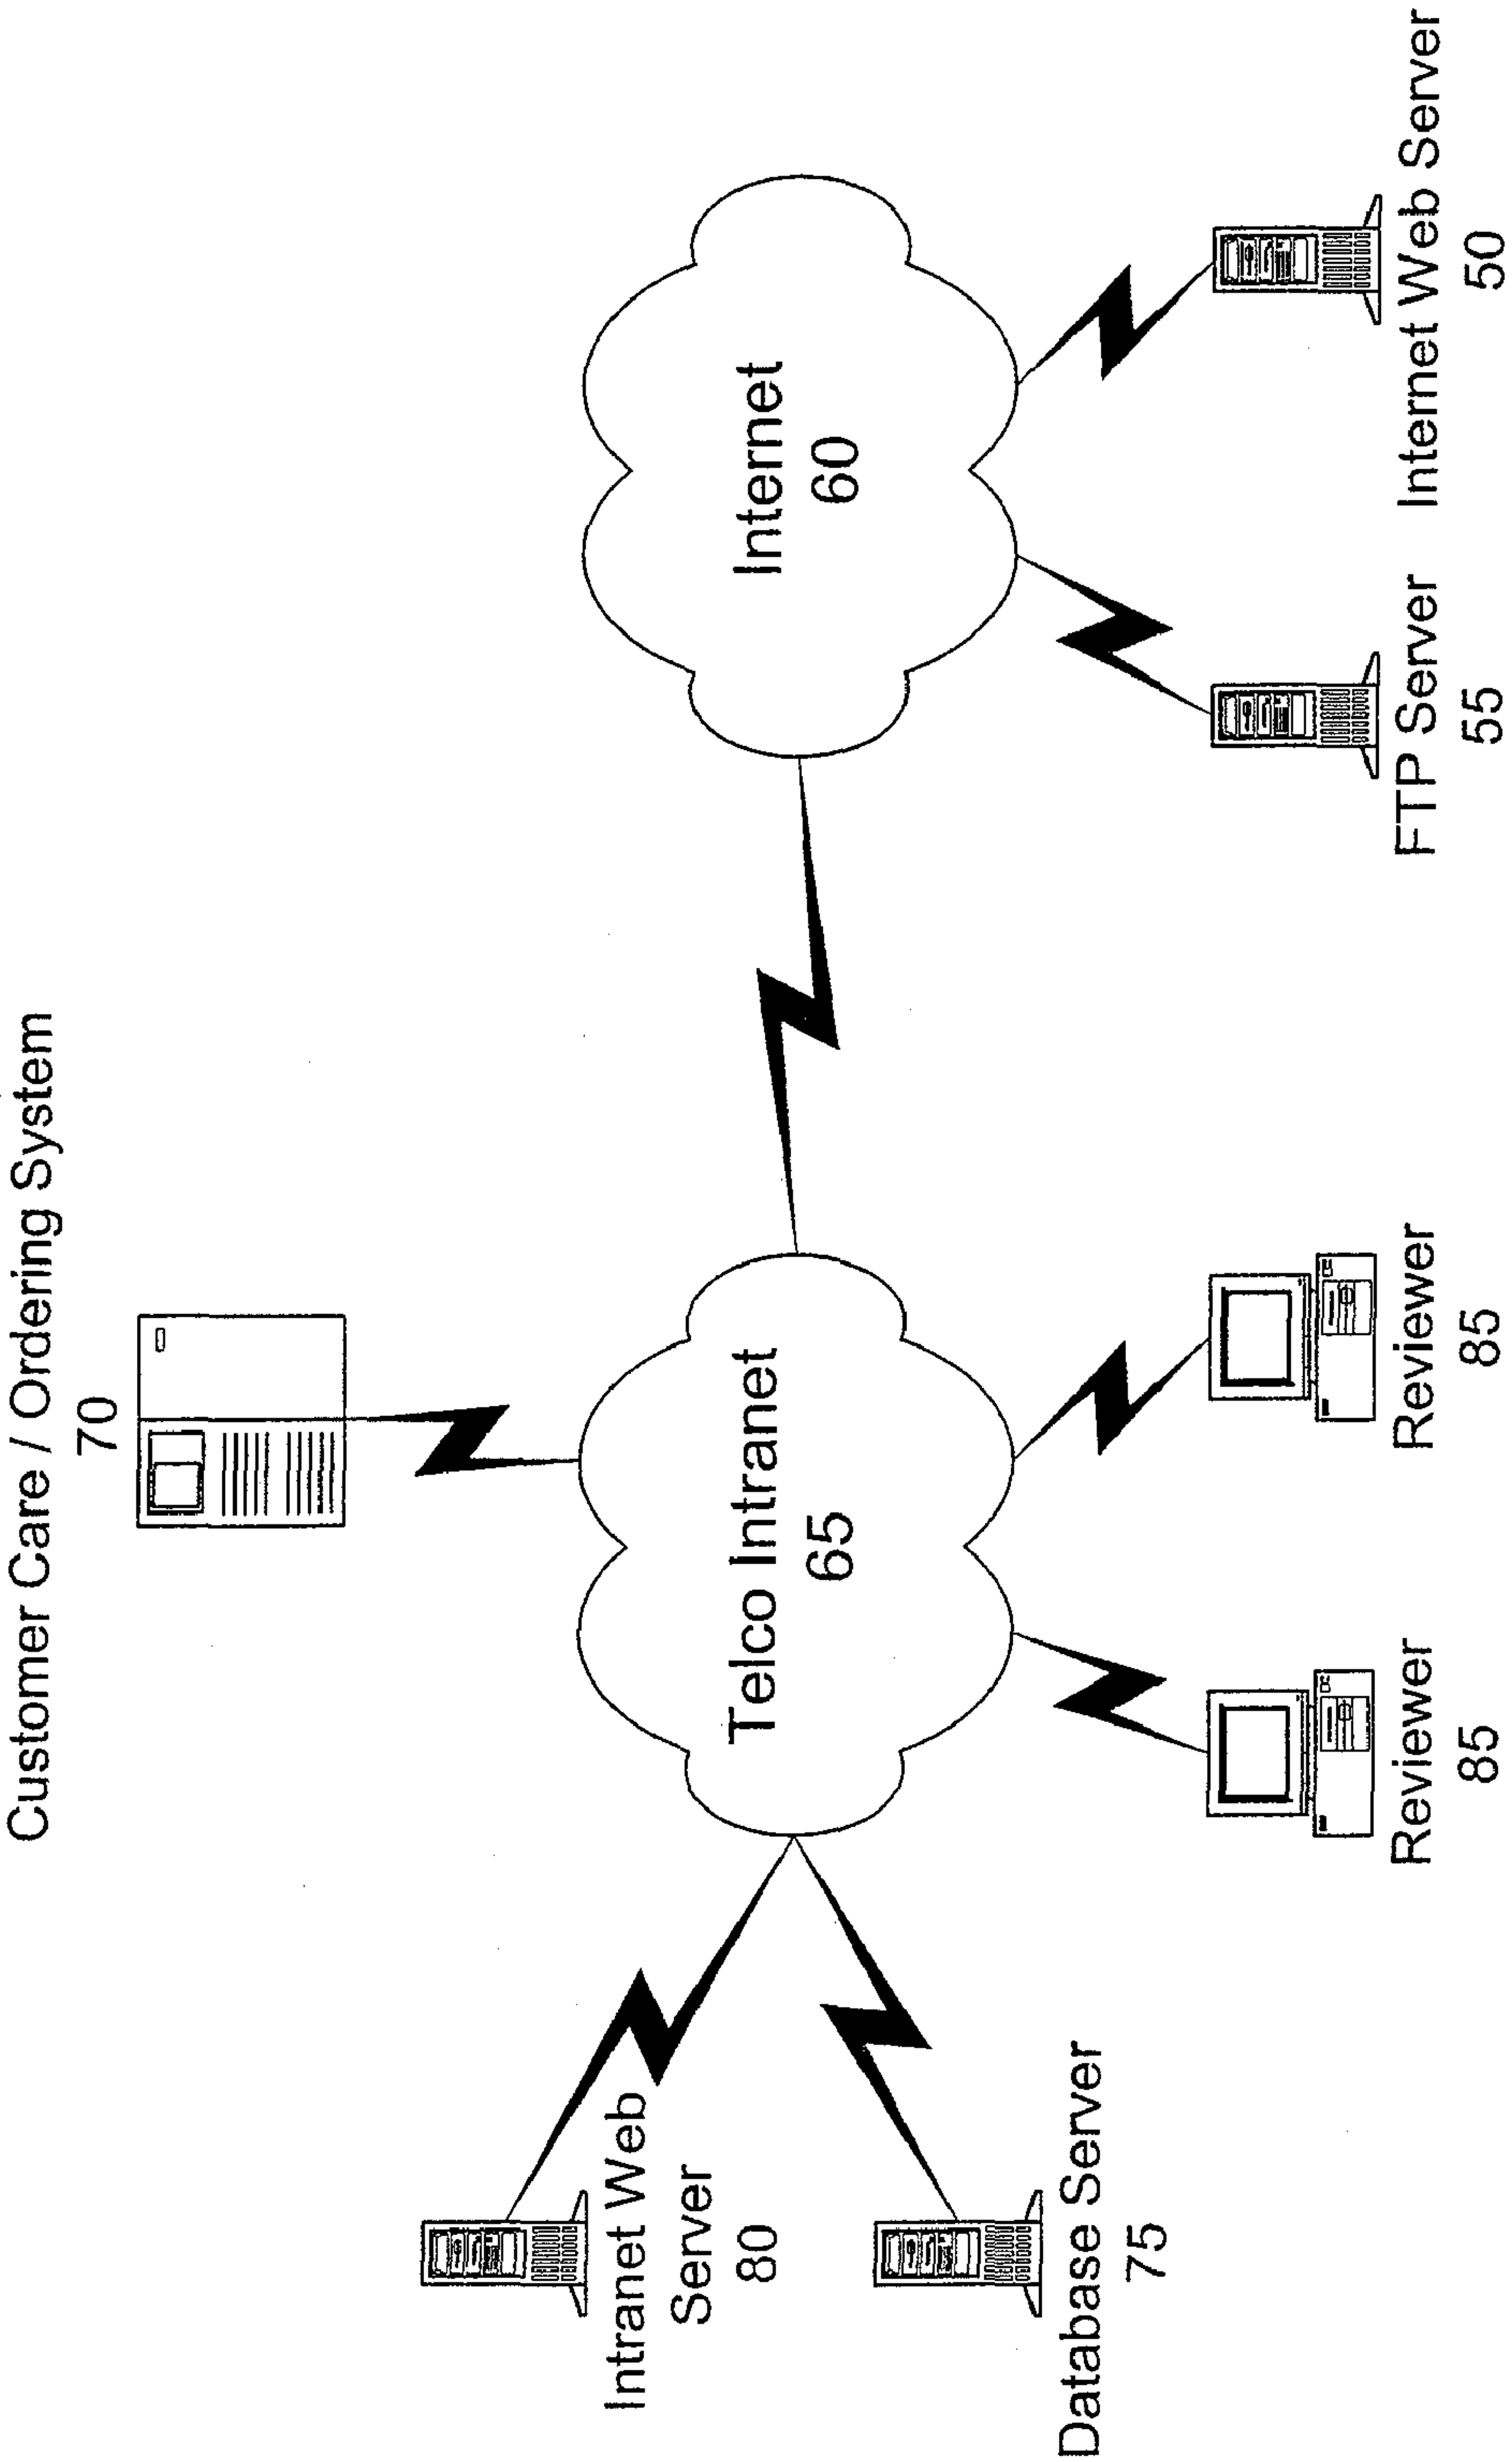 Customer Care / Ordering System
70
Intranet Web
Server
80
Telco Intranet
65
Internet
60
Database Server
75
Reviewer
85
Reviewer
85
FTP Server
55
Internet Web Server
50